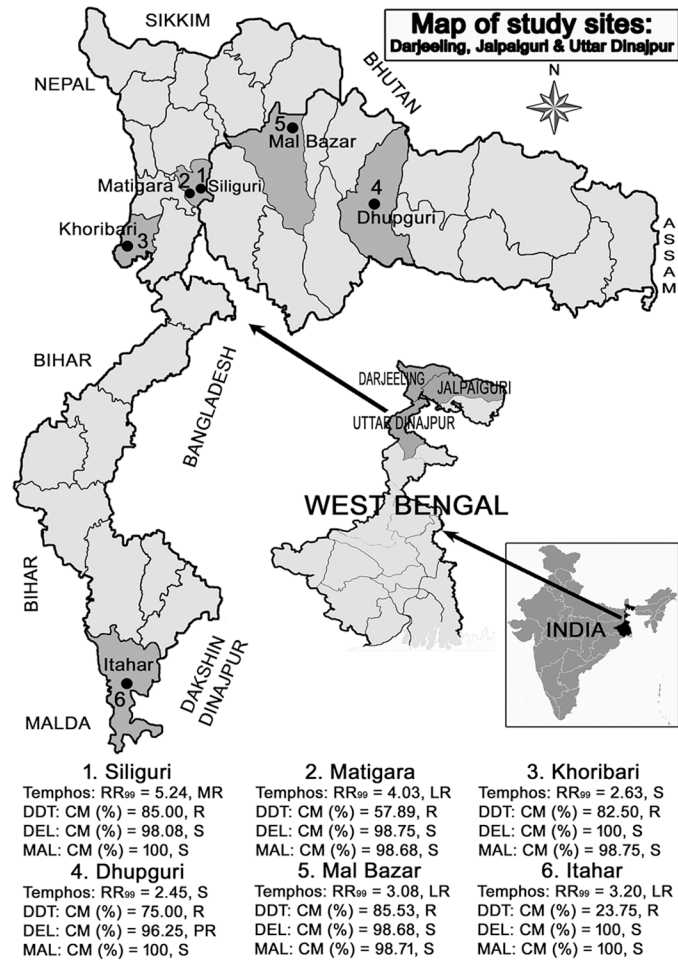 Map of study sites:
Darjeeling, Jalpaiguri & Uttar Dinajpur
SIKKIM
NEPAL
BHUTAN
N
5
Mal Bazar
Matigara
2
1
Siliguri
4
Dhupguri
Khoribari
3
ASSAM
BIHAR
BANGLADESH
DARJEELING
JALPAIGURI
UTTAR DINAJPUR
WEST BENGAL
BIHAR
INDIA
Itahar
6
DAKSHIN
DINAJPUR
MALDA
1. Siliguri
Temphos: RR99 = 5.24, MR
DDT: CM (%) = 85.00, R
DEL: CM (%) = 98.08, S
MAL: CM (%) = 100, S
2. Matigara
Temphos: RR99 = 4.03, LR
DDT: CM (%) = 57.89, R
DEL: CM (%) = 98.75, S
MAL: CM (%) = 98.68, S
3. Khoribari
Temphos: RR99 = 2.63, S
DDT: CM (%) = 82.50, R
DEL: CM (%) = 100, S
MAL: CM (%) = 98.75, S
4. Dhupguri
Temphos: RR99 = 2.45, S
DDT: CM (%) = 75.00, R
DEL: CM (%) = 96.25, PR
MAL: CM (%) = 100, S
5. Mal Bazar
Temphos: RR99 = 3.08, LR
DDT: CM (%) = 85.53, R
DEL: CM (%) = 98.68, S
MAL: CM (%) = 98.71, S
6. Itahar
Temphos: RR99 = 3.20, LR
DDT: CM (%) = 23.75, R
DEL: CM (%) = 100, S
MAL: CM (%) = 100, S